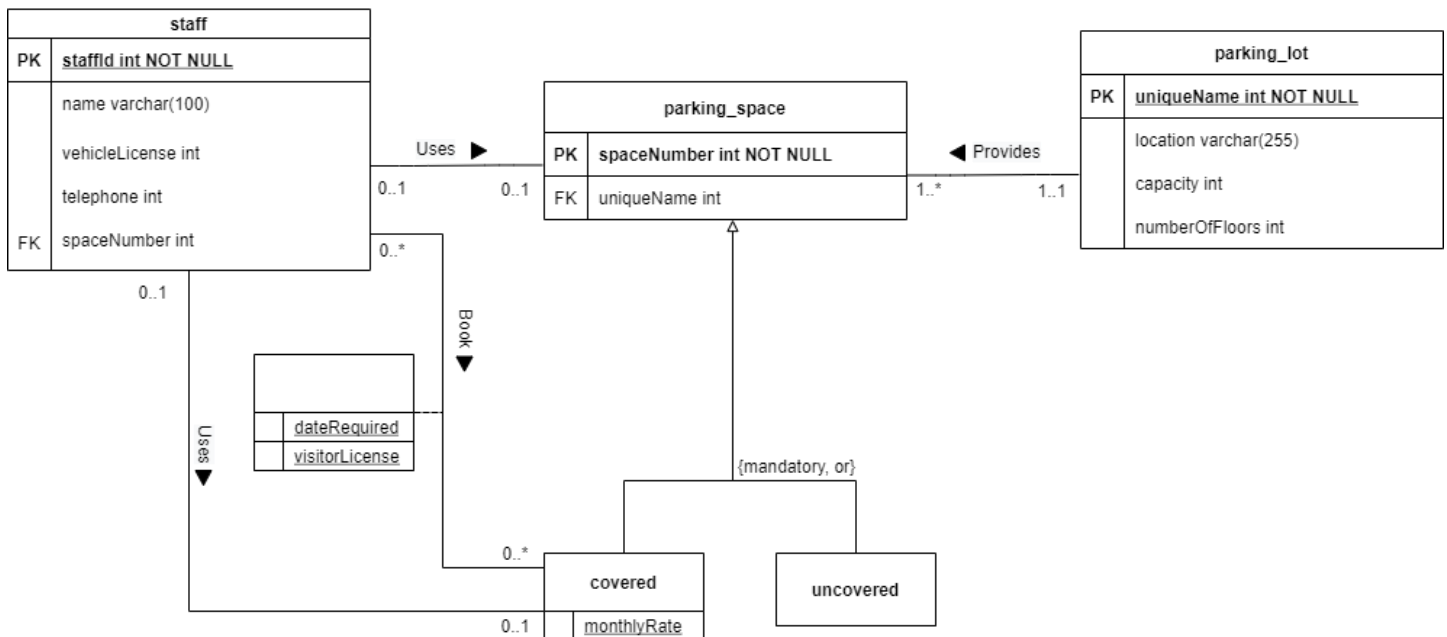 staff
PK staffId int NOT NULL
name varchar(100)
vehicleLicense int
telephone int
FK spaceNumber int
Uses
0..1
0..1
parking_space
PK spaceNumber int NOT NULL
FK uniqueName int
Provides
1..*
1..1
parking_lot
PK uniqueName int NOT NULL
location varchar(255)
capacity int
numberOfFloors int
0..*
0..1
Book
dateRequired
visitorLicense
Uses
{mandatory, or}
0..*
covered
monthlyRate
0..1
uncovered